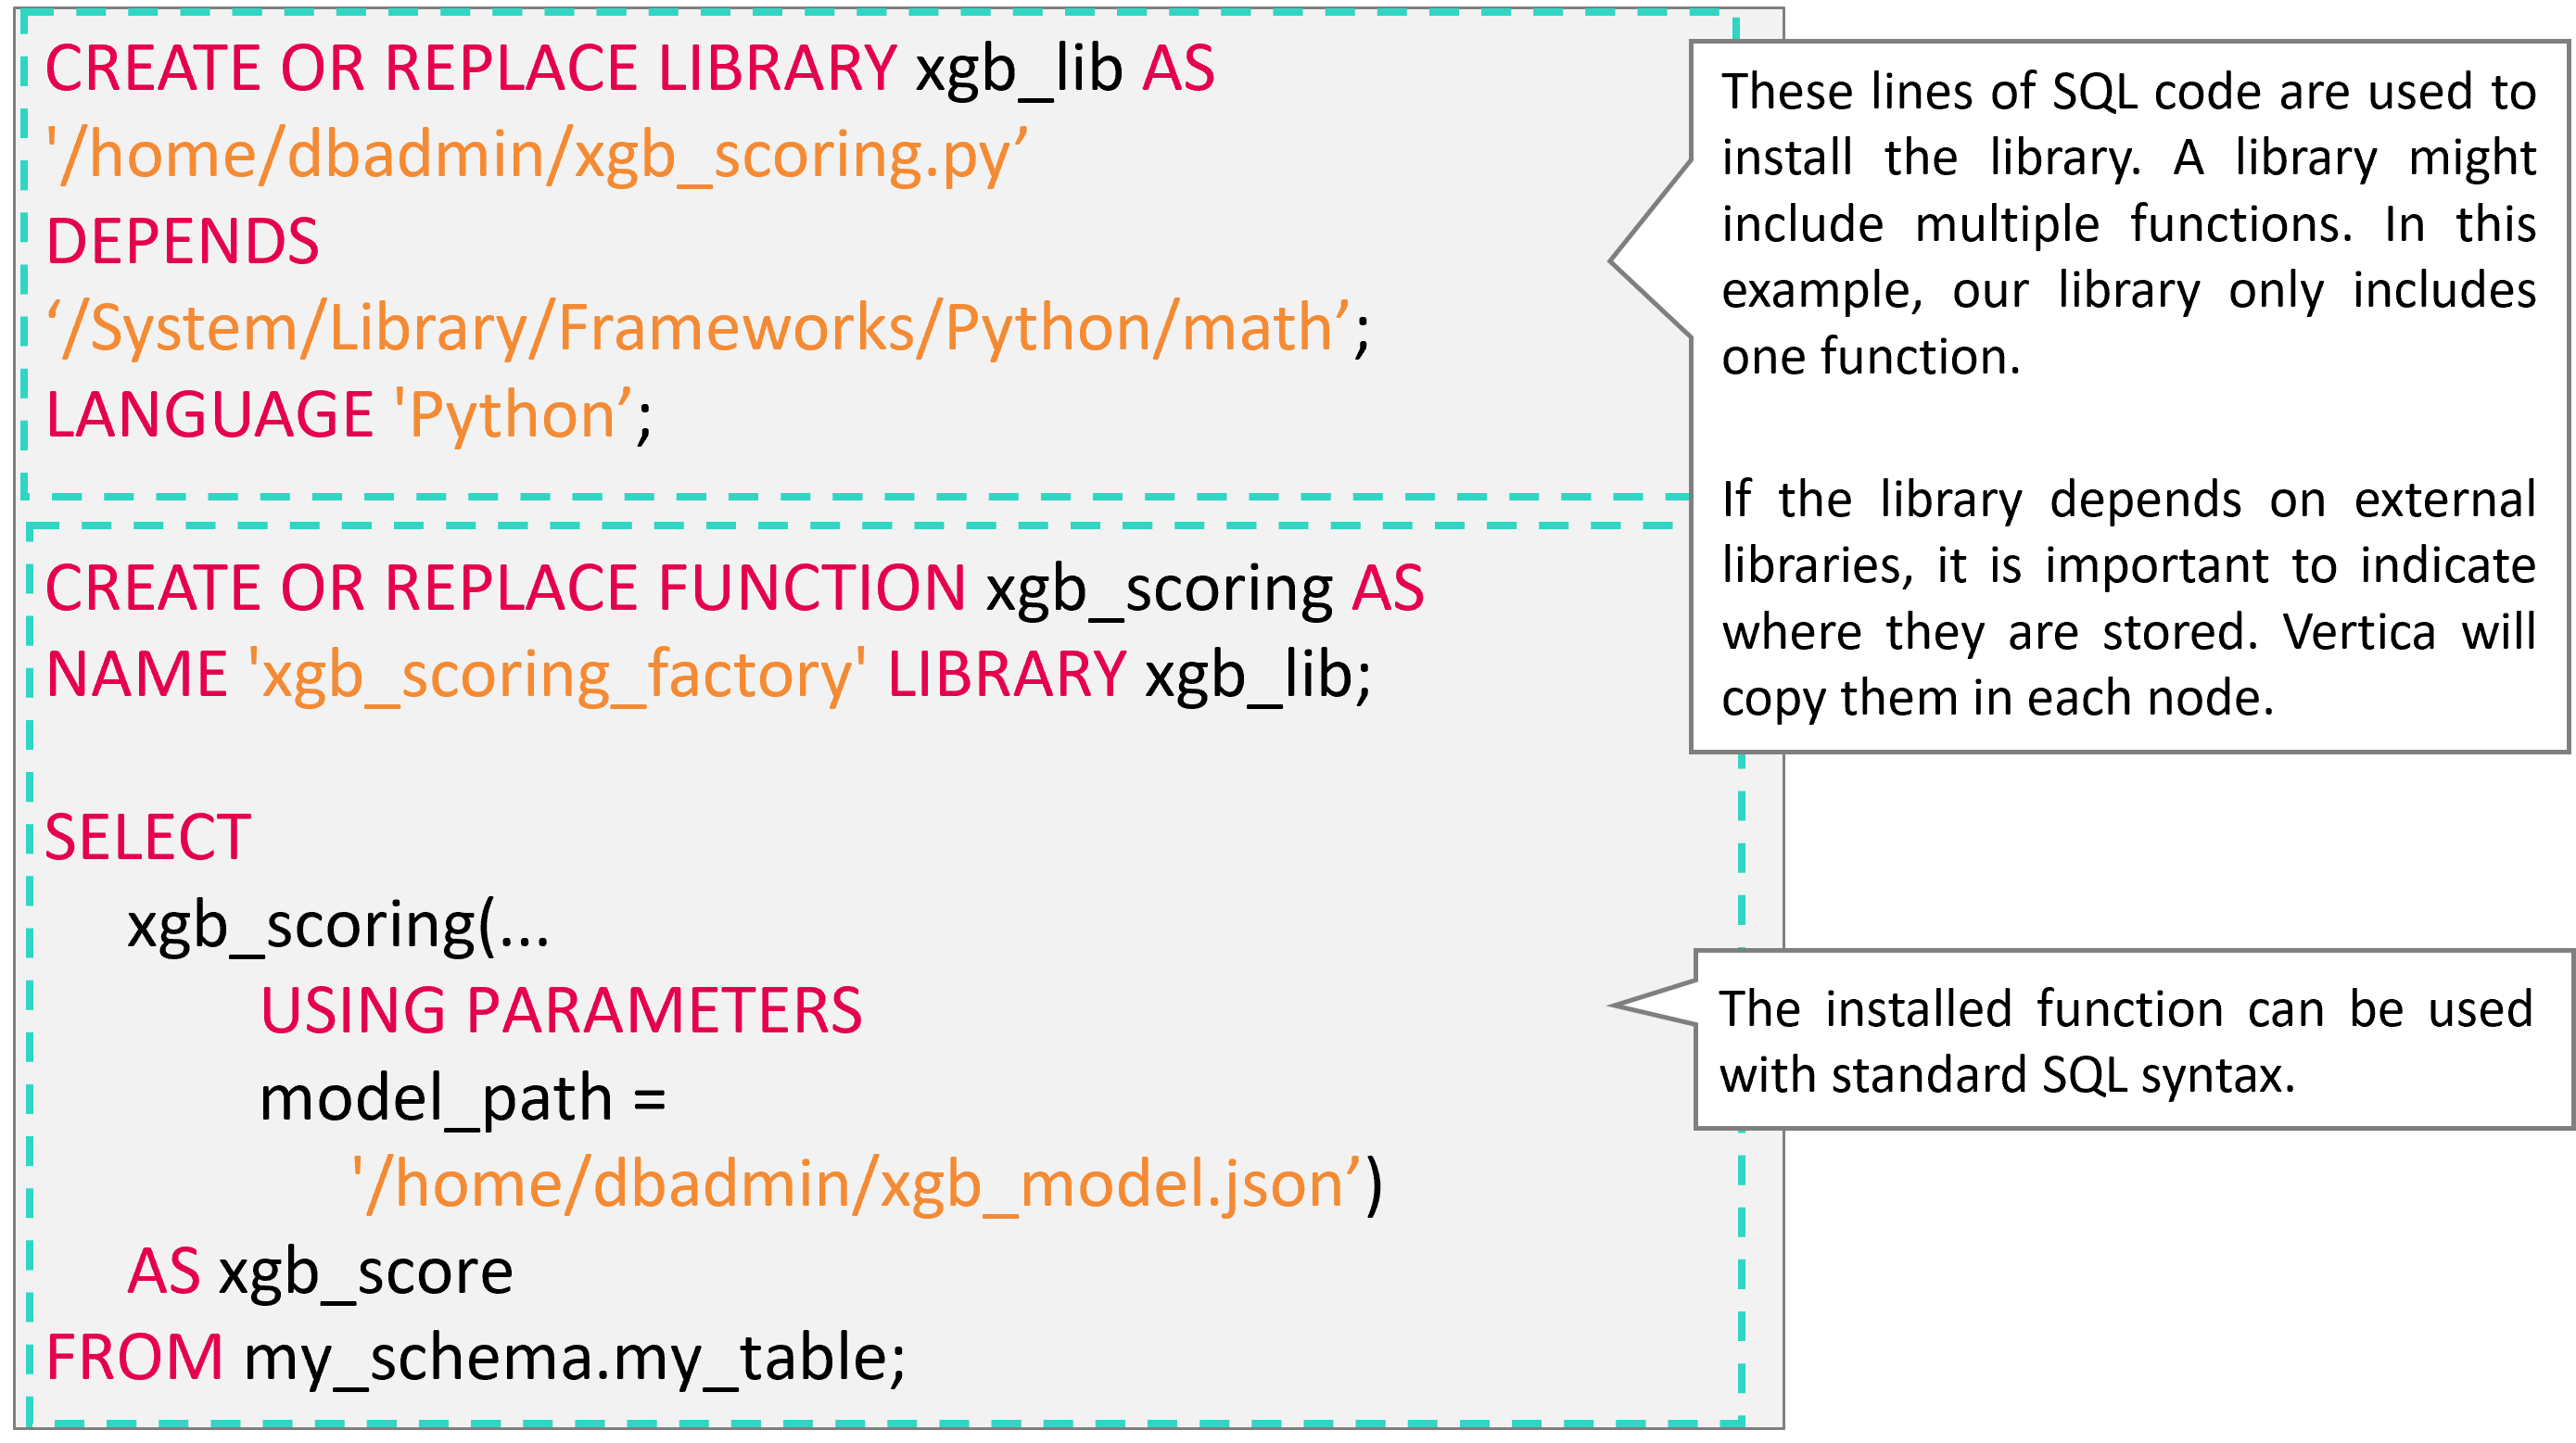 CREATE OR REPLACE LIBRARY xgb_lib AS
'/home/dbadmin/xgb_scoring.py’
DEPENDS
‘/System/Library/Frameworks/Python/math’;
LANGUAGE 'Python’;
CREATE OR REPLACE FUNCTION xgb_scoring AS
NAME 'xgb_scoring_factory' LIBRARY xgb_lib;
SELECT
xgb_scoring(...
USING PARAMETERS
model_path =
'/home/dbadmin/xgb_model.json’)
AS xgb_score
FROM my_schema.my_table;
These lines of SQL code are used to
install the library. A library might
include multiple functions. In this
example, our library only includes
one function.
If the library depends on external
libraries, it is important to indicate
where they are stored. Vertica will
copy them in each node.
The installed function can be used
with standard SQL syntax.